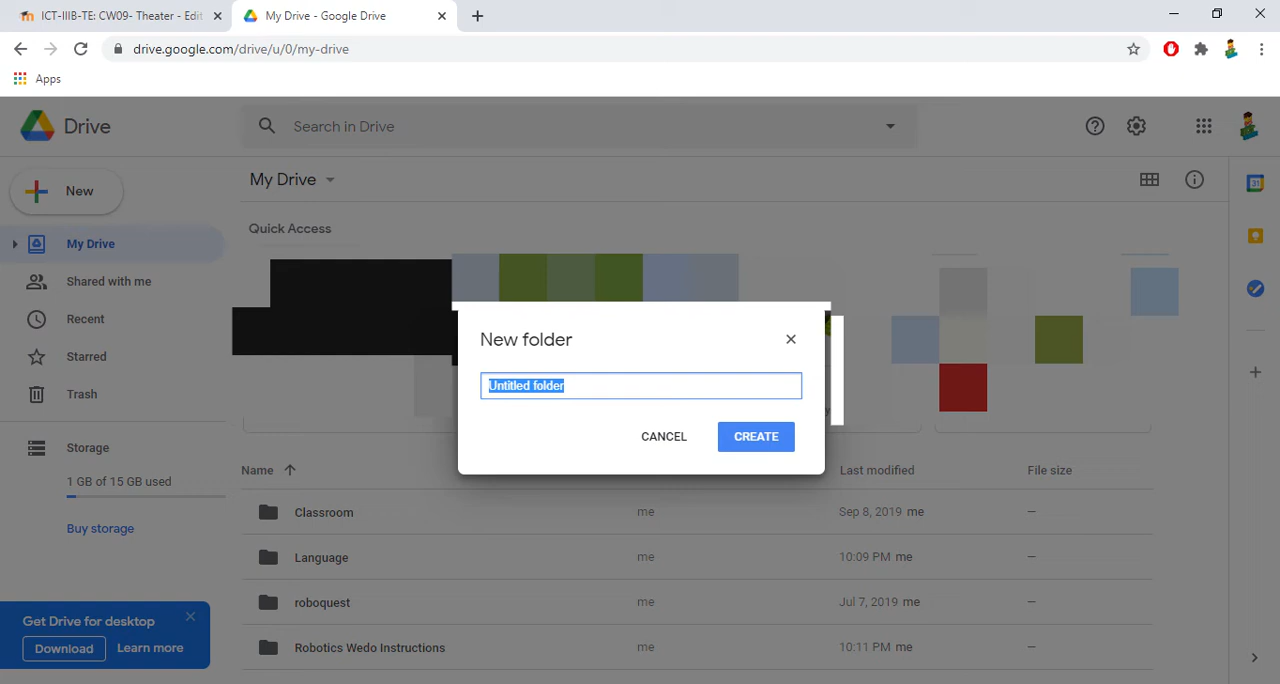 ICT-IIIB-TE: CW09- Theater - Edit
My Drive - Google Drive
drive.google.com/drive/u/0/my-drive
Apps
Drive
Search in Drive
New
My Drive
My Drive
Quick Access
Shared with me
Recent
Starred
Trash
Storage
1 GB of 15 GB used
Buy storage
Get Drive for desktop
Download Learn more
New folder
Untitled folder
CANCEL CREATE
Name Last modified File size
Classroom me Sep 8, 2019 me —
Language me 10:09 PM me —
roboquest me Jul 7, 2019 me —
Robotics Wedo Instructions me 10:11 PM me —
31